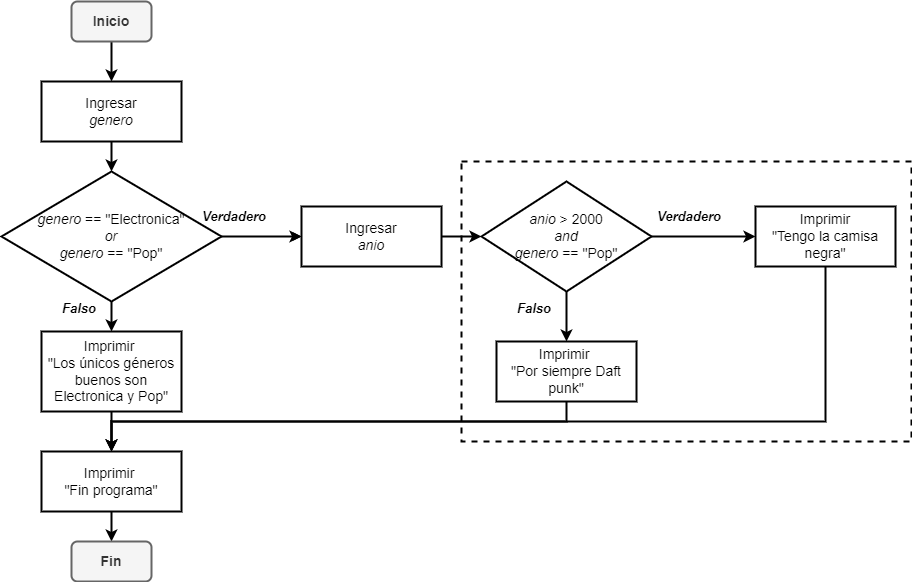 Inicio
Ingresar
genero
genero == "Electronica"
or
genero == "Pop"
Verdadero
Ingresar
anio
anio > 2000
and
genero == "Pop"
Verdadero
Imprimir
"Tengo la camisa
negra"
Falso
Imprimir
"Los únicos géneros
buenos son
Electronica y Pop"
Falso
Imprimir
"Por siempre Daft
punk"
Imprimir
"Fin programa"
Fin